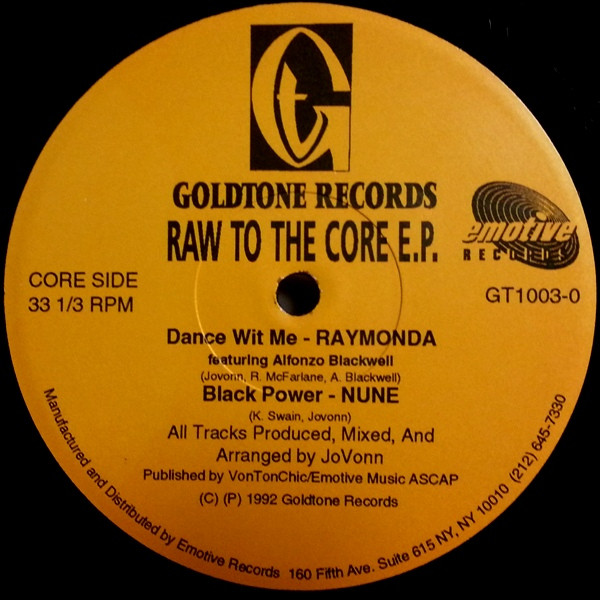 Gt
GOLDTONE RECORDS
RAW TO THE CORE E.P.
emotive
RECORDS
CORE SIDE
33 1/3 RPM
GT1003-0
Dance Wit Me - RAYMONDA
featuring Alfonzo Blackwell
(Jovonn, R. McFarlane, A. Blackwell)
Black Power - NUNE
(K. Swain, Jovonn)
All Tracks Produced, Mixed, And
Arranged by JoVonn
Published by VonTonChic/Emotive Music ASCAP
(C) (P) 1992 Goldtone Records
Manufactured and Distributed by Emotive Records 160 Fifth Ave. Suite 615 NY, NY 10010 (212) 645-7330